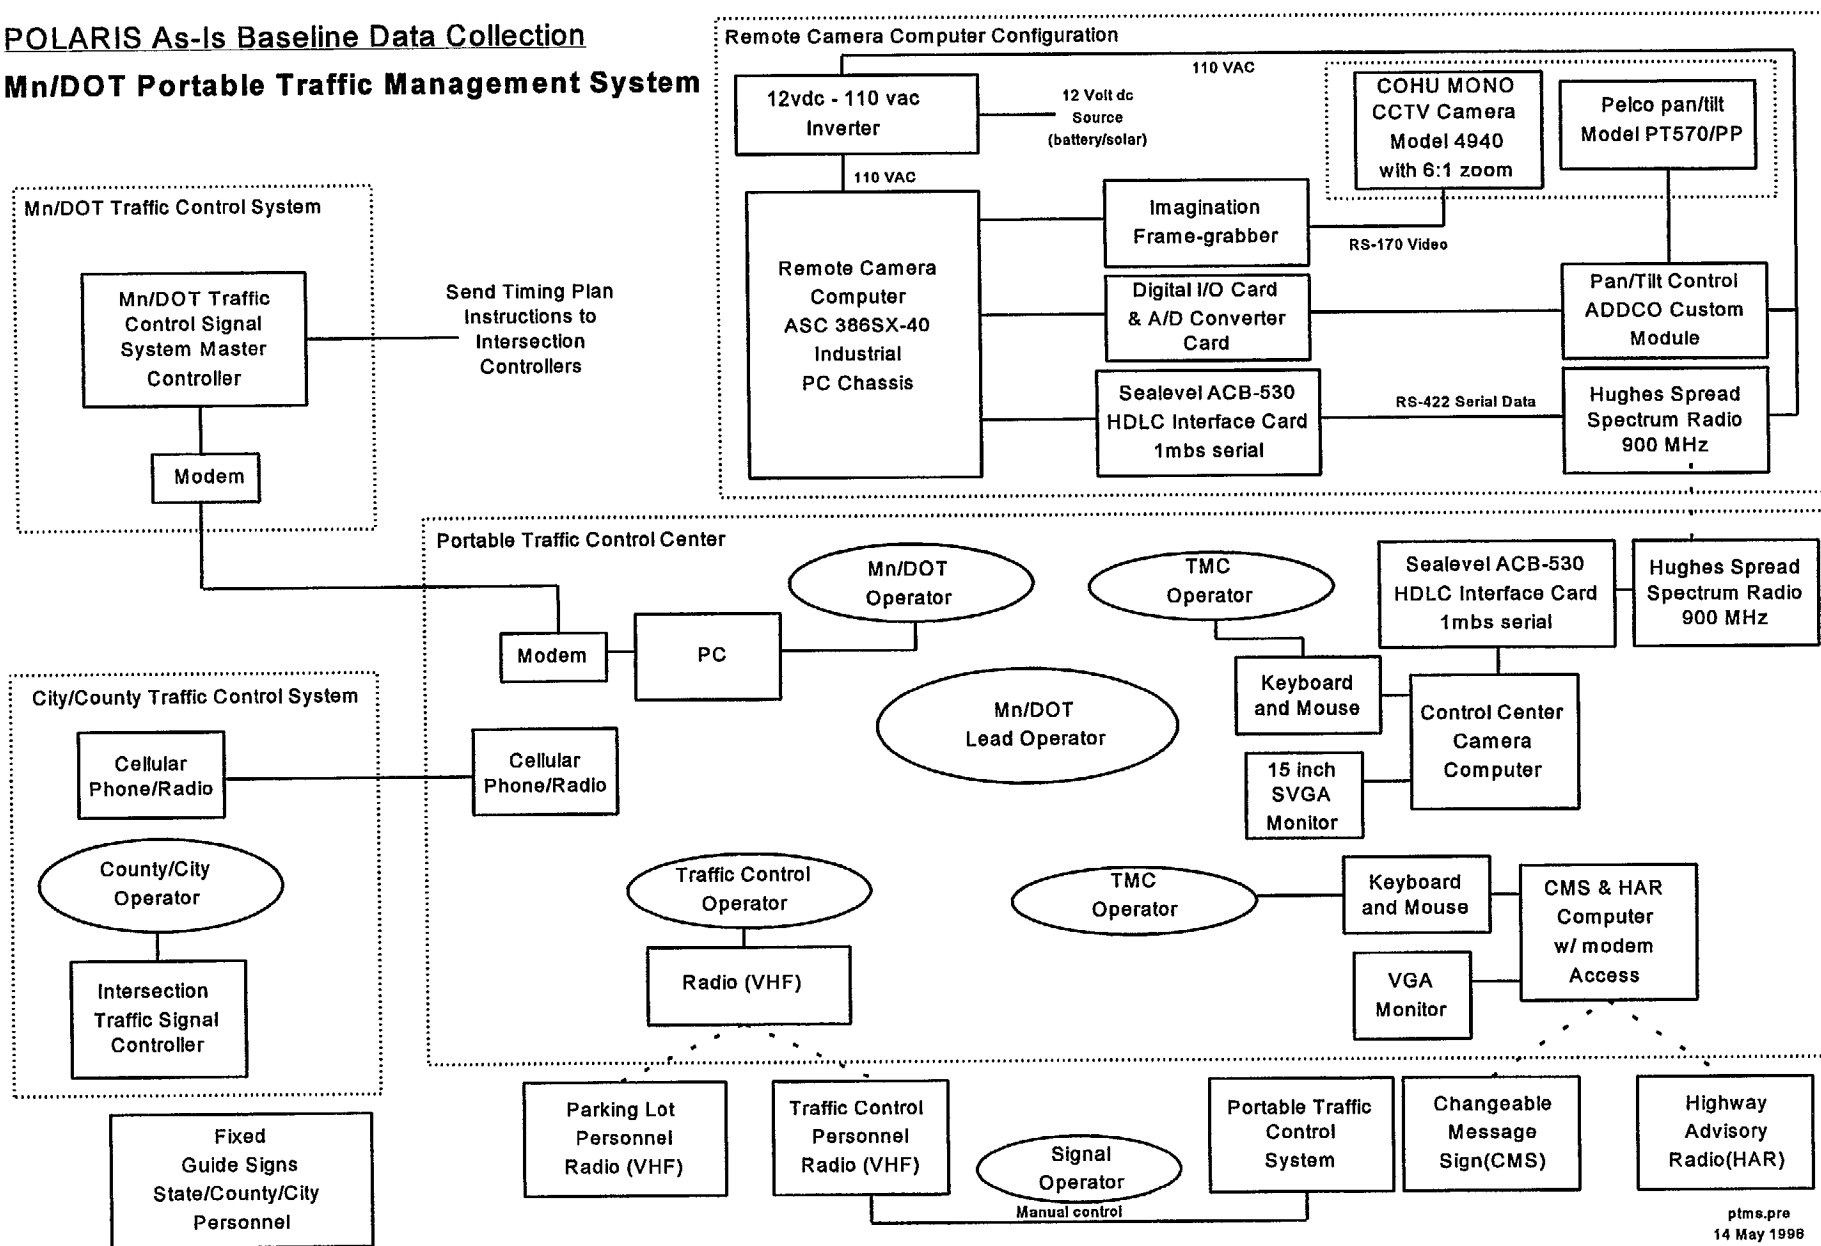 POLARIS As-Is Baseline Data Collection
Mn/DOT Portable Traffic Management System
Remote Camera Computer Configuration
110 VAC
12vdc - 110 vac
Inverter
12 Volt dc
Source
(battery/solar)
COHU MONO
CCTV Camera
Model 4940
with 6:1 zoom
Pelco pan/tilt
Model PT570/PP
110 VAC
Imagination
Frame-grabber
RS-170 Video
Remote Camera
Computer
ASC 386SX-40
Industrial
PC Chassis
Digital I/O Card
& A/D Converter
Card
Pan/Tilt Control
ADDCO Custom
Module
Sealevel ACB-530
HDLC Interface Card
1mbs serial
RS-422 Serial Data
Hughes Spread
Spectrum Radio
900 MHz
Mn/DOT Traffic Control System
Mn/DOT Traffic
Control Signal
System Master
Controller
Send Timing Plan
Instructions to
Intersection
Controllers
Modem
Portable Traffic Control Center
Mn/DOT
Operator
TMC
Operator
Sealevel ACB-530
HDLC Interface Card
1mbs serial
Hughes Spread
Spectrum Radio
900 MHz
Modem
PC
Keyboard
and Mouse
Control Center
Camera
Computer
Mn/DOT
Lead Operator
15 inch
SVGA
Monitor
City/County Traffic Control System
Cellular
Phone/Radio
Cellular
Phone/Radio
County/City
Operator
Intersection
Traffic Signal
Controller
Traffic Control
Operator
Radio (VHF)
TMC
Operator
Keyboard
and Mouse
CMS & HAR
Computer
w/ modem
Access
VGA
Monitor
Fixed
Guide Signs
State/County/City
Personnel
Parking Lot
Personnel
Radio (VHF)
Traffic Control
Personnel
Radio (VHF)
Signal
Operator
Manual control
Portable Traffic
Control
System
Changeable
Message
Sign(CMS)
Highway
Advisory
Radio(HAR)
ptms.pre
14 May 1996